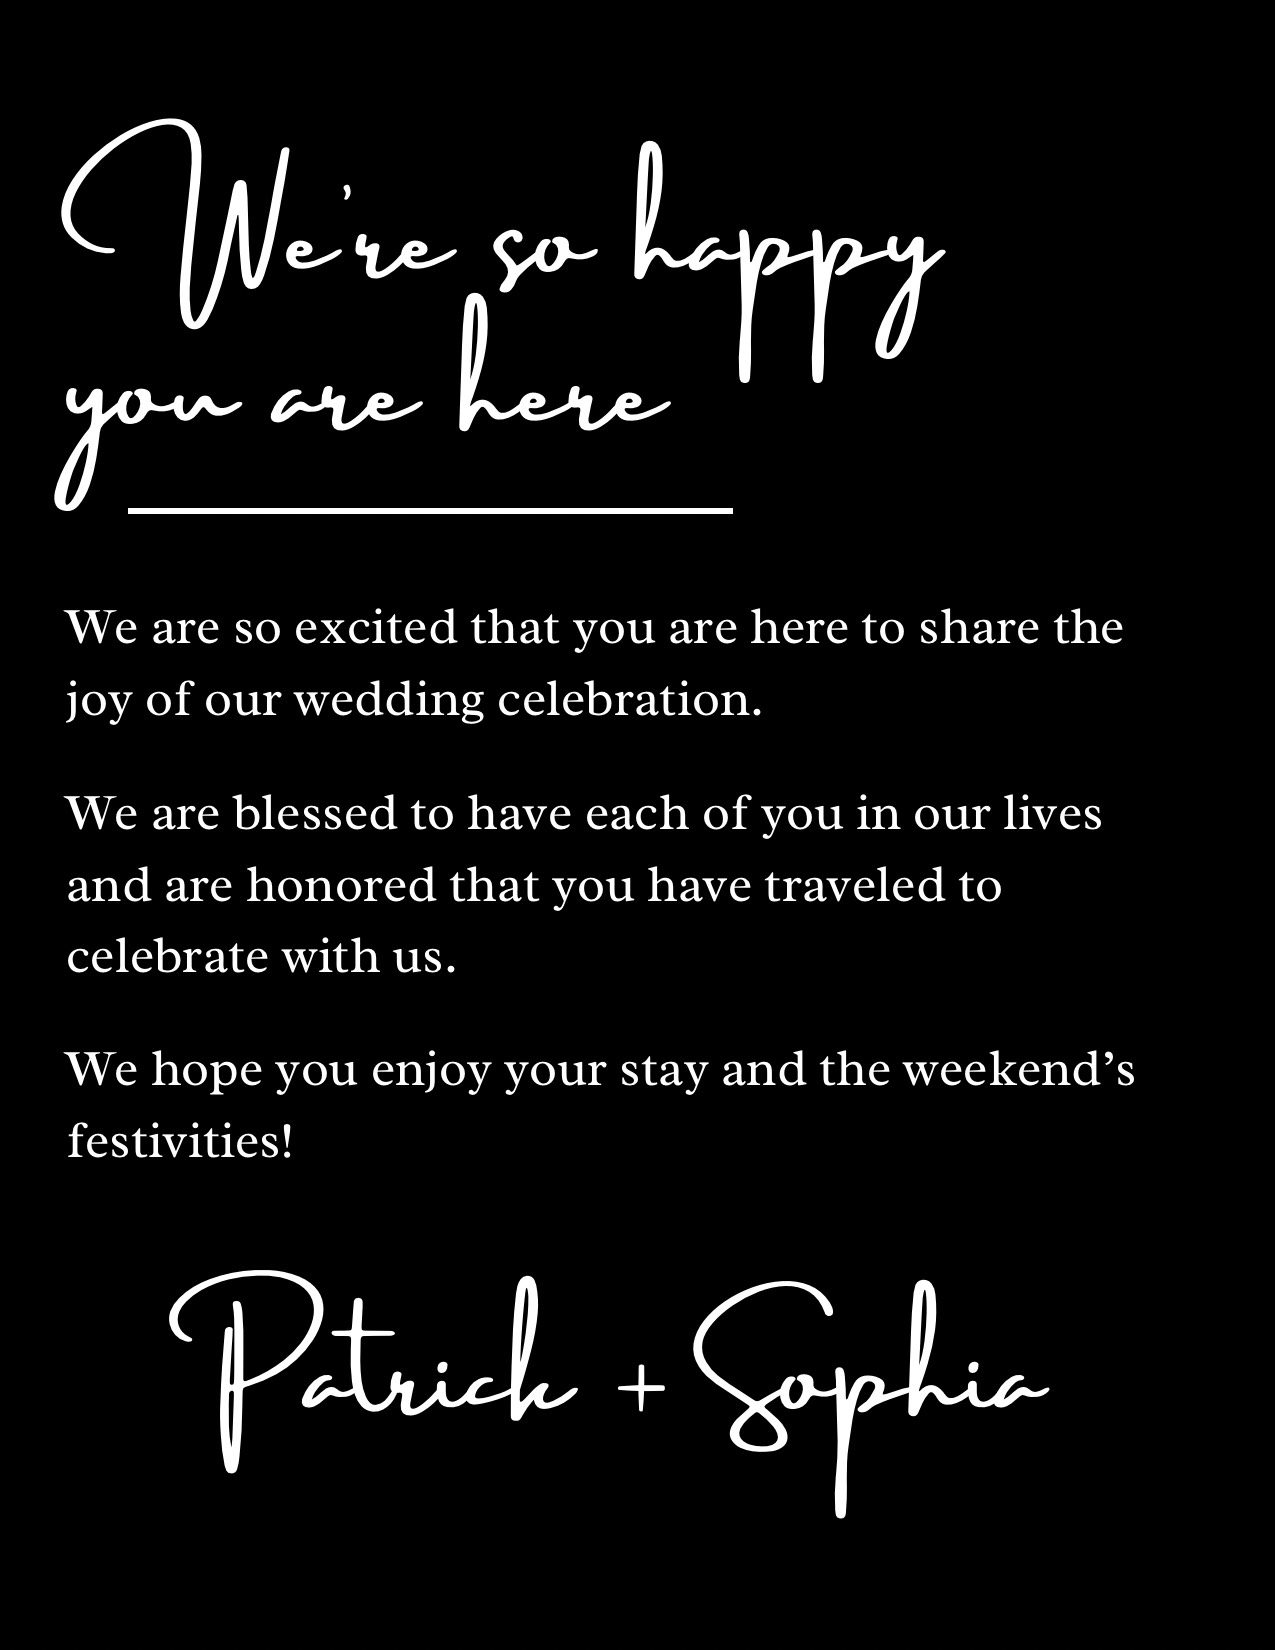 We're so happy
you are here
We are so excited that you are here to share the
joy of our wedding celebration.
We are blessed to have each of you in our lives
and are honored that you have traveled to
celebrate with us.
We hope you enjoy your stay and the weekend’s
festivities!
Patrick + Sophia